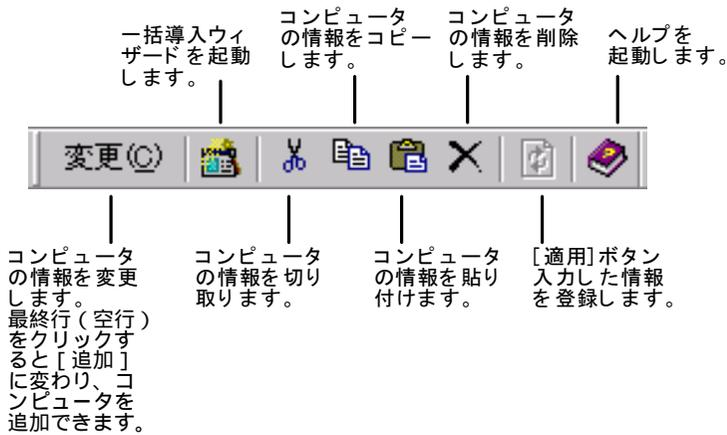 一括導入ウィ
ザードを起動
します。
コンピュータ
の情報をコピー
します。
コンピュータ
の情報を削除
します。
ヘルプを
起動します。
変更(C)
コンピュータ
の情報を変更
します。
最終行(空行)
をクリックす
ると[追加]
に変わり、コ
ンピュータを
追加できます。
コンピュータ
の情報を切り
取ります。
コンピュータ
の情報を貼り
付けます。
[適用]ボタン
入力した情報
を登録します。